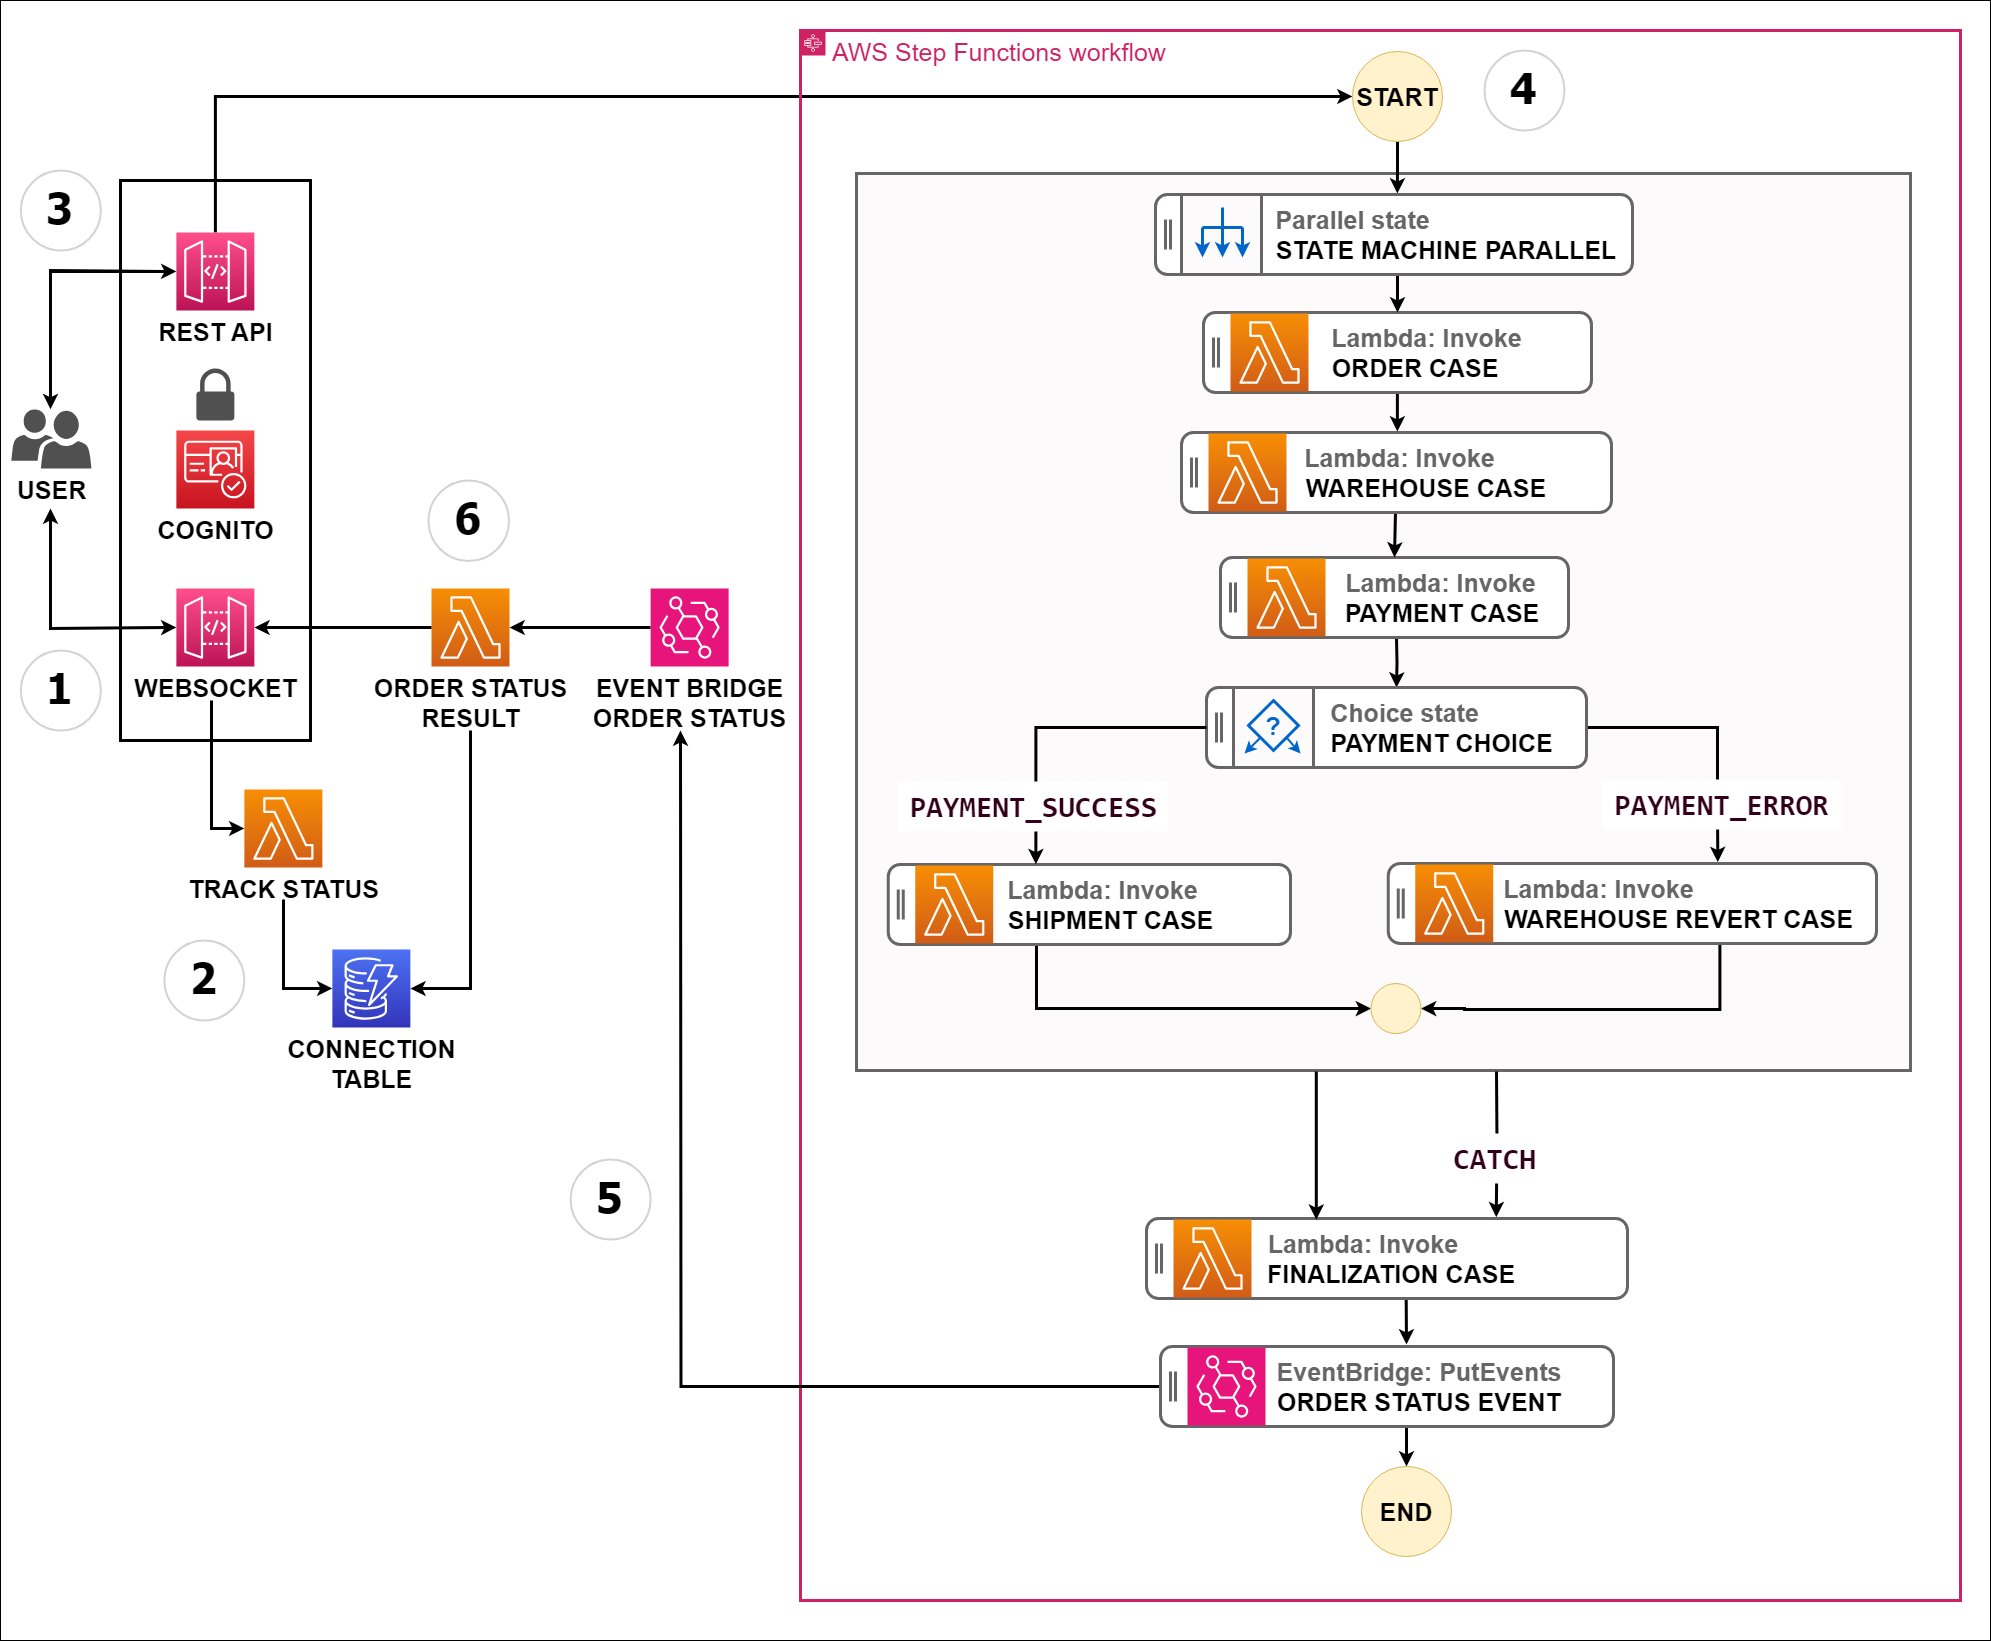 AWS Step Functions workflow
START
4
3
REST API
COGNITO
USER
1
WEBSOCKET
6
ORDER STATUS
RESULT
EVENT BRIDGE
ORDER STATUS
TRACK STATUS
2
CONNECTION
TABLE
5
Parallel state
STATE MACHINE PARALLEL
Lambda: Invoke
ORDER CASE
Lambda: Invoke
WAREHOUSE CASE
Lambda: Invoke
PAYMENT CASE
?
Choice state
PAYMENT CHOICE
PAYMENT_SUCCESS
PAYMENT_ERROR
Lambda: Invoke
SHIPMENT CASE
Lambda: Invoke
WAREHOUSE REVERT CASE
CATCH
Lambda: Invoke
FINALIZATION CASE
EventBridge: PutEvents
ORDER STATUS EVENT
END